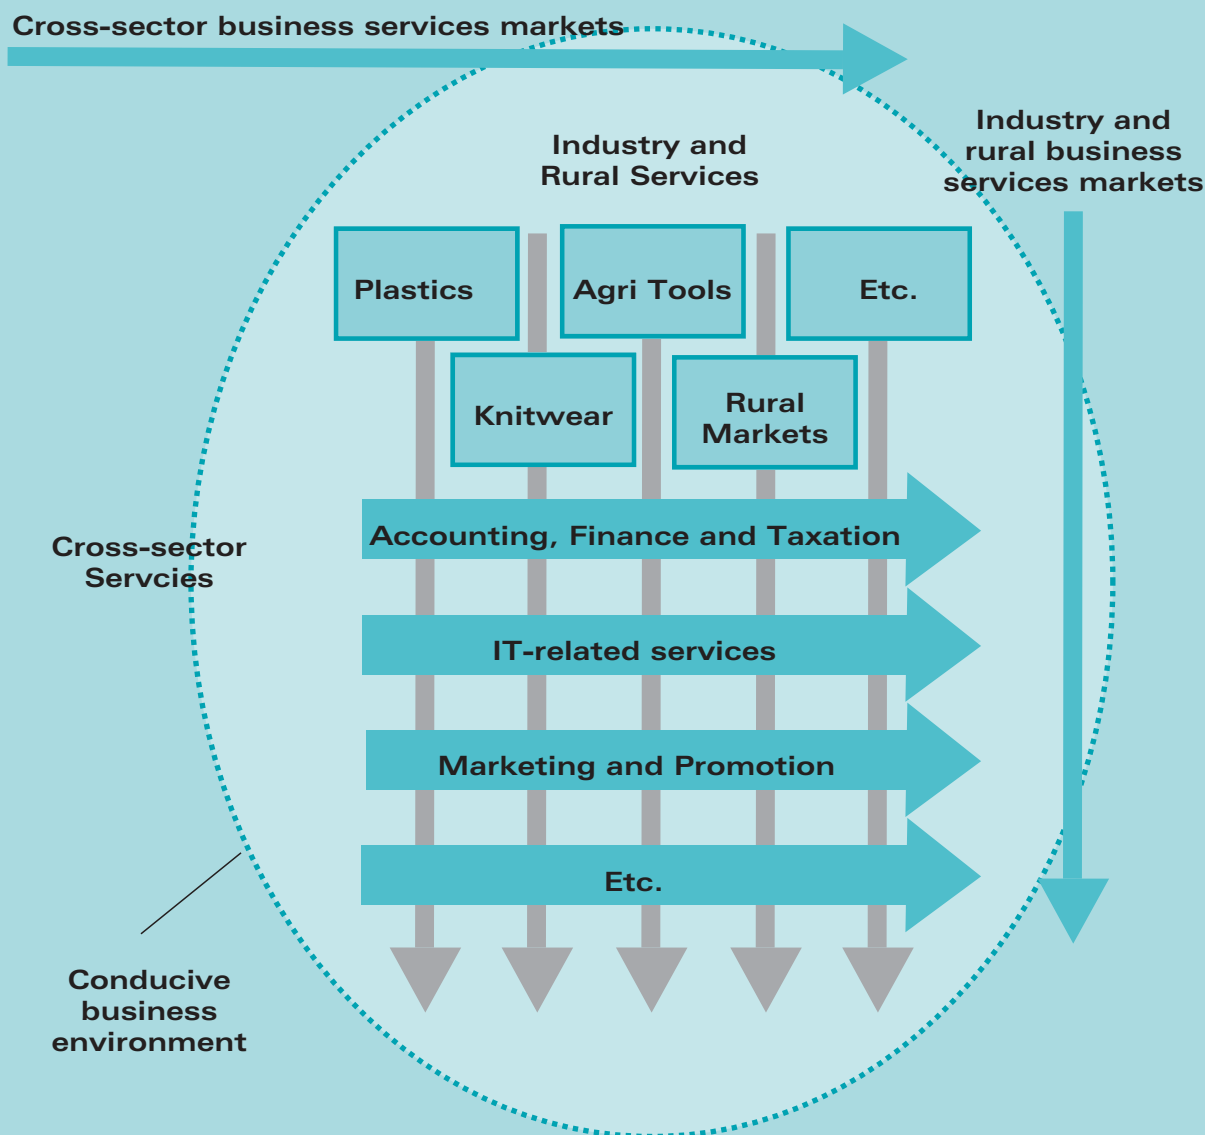 Cross-sector business services markets
Industry and
rural business
services markets
Industry and
Rural Services
Plastics
Agri Tools
Etc.
Knitwear
Rural
Markets
Accounting, Finance and Taxation
Cross-sector
Servcies
IT-related services
Marketing and Promotion
Etc.
Conducive
business
environment